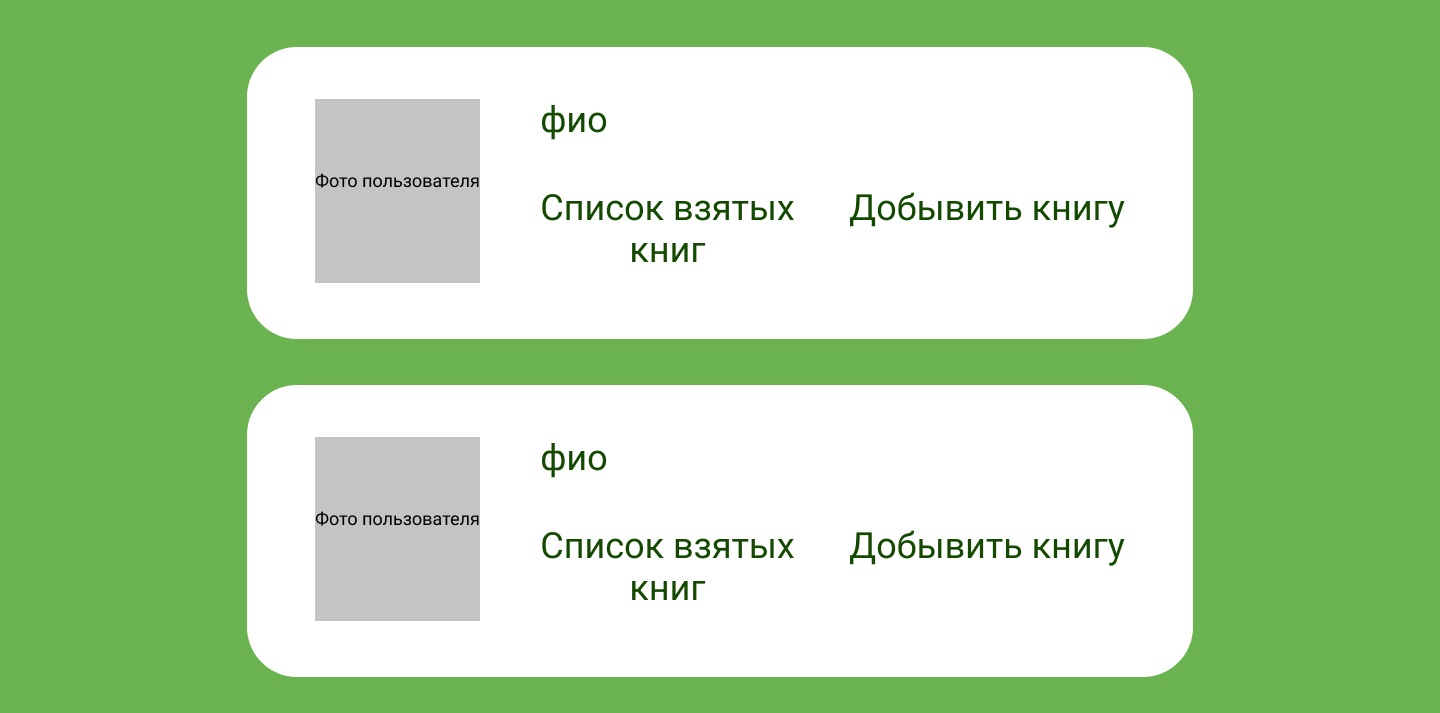 фио
Фото пользователя
Список взятых
книг
Добывить книгу
фио
Фото пользователя
Список взятых
книг
Добывить книгу